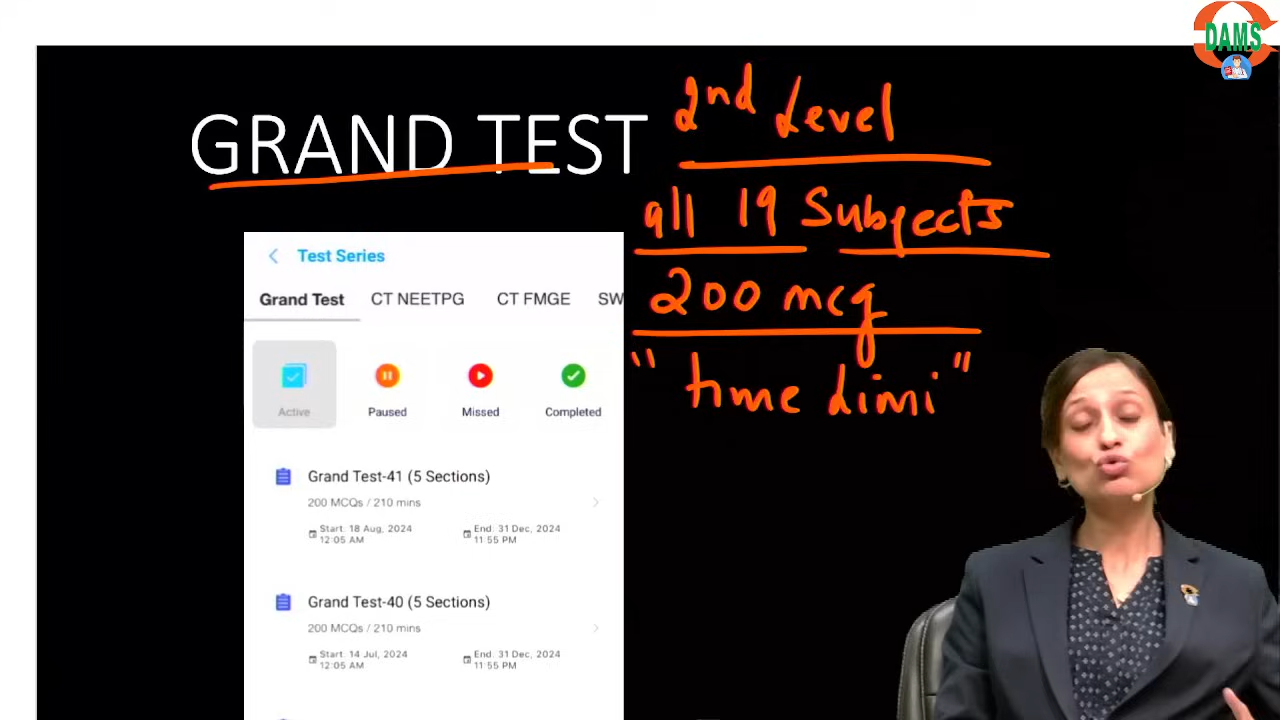 DAMS
GRAND TEST
2nd Level
all 19 Subjects
200 mcq
"time Limi"
Test Series
Grand Test CT NEETPG CT FMGE SW
Active Paused Missed Completed
Grand Test-41 (5 Sections)
200 MCQs / 210 mins
Start: 18 Aug, 2024 End: 31 Dec, 2024
12:05 AM 11:55 PM
Grand Test-40 (5 Sections)
200 MCQs / 210 mins
Start: 14 Jul, 2024 End: 31 Dec, 2024
12:05 AM 11:55 PM